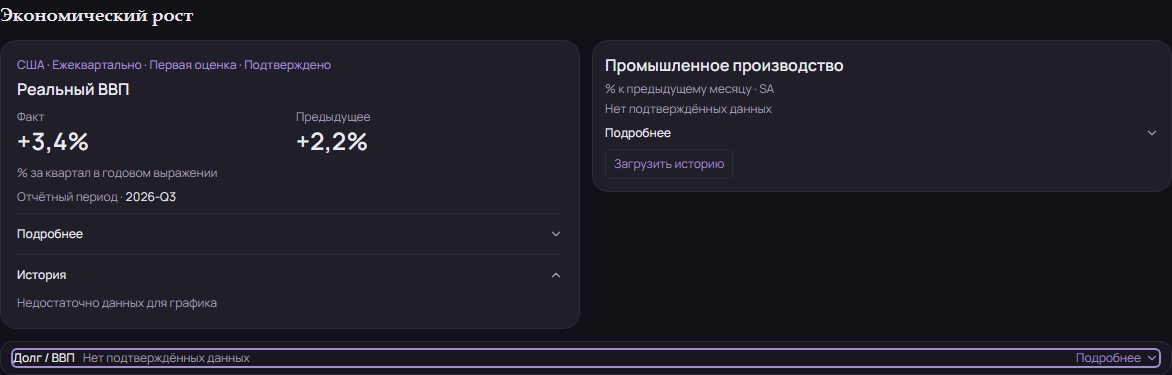 Экономический рост
США · Ежеквартально · Первая оценка · Подтверждено
Реальный ВВП
Факт
Предыдущее
+3,4%
+2,2%
% за квартал в годовом выражении
Отчётный период · 2026-Q3
Подробнее
История
Недостаточно данных для графика
Промышленное производство
% к предыдущему месяцу · SA
Нет подтверждённых данных
Подробнее
Загрузить историю
Долг / ВВП Нет подтверждённых данных Подробнее